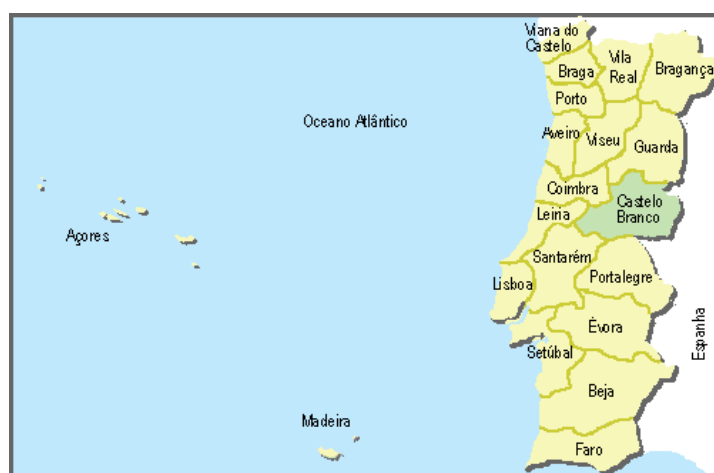 Viana do
Castelo
Vila
Real
Bragança
Braga
Porto
Oceano Atlântico
Aveiro
Viseu
Guarda
Coimbra
Castelo
Branco
Leiria
Açores
Santarém
Lisboa
Portalegre
Évora
Espanha
Setúbal
Beja
Madeira
Faro